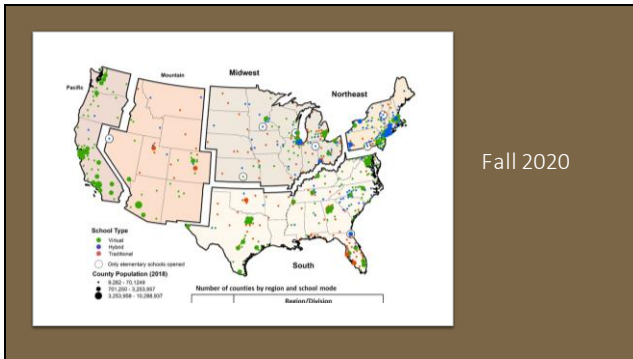 Midwest
Mountain
Pacific
Northeast
Fall 2020
School Type
Virtual
Hybrid
Traditional
Only elementary schools opened
County Population (2018)
South
Number of counties by region and school mode
Region/Division